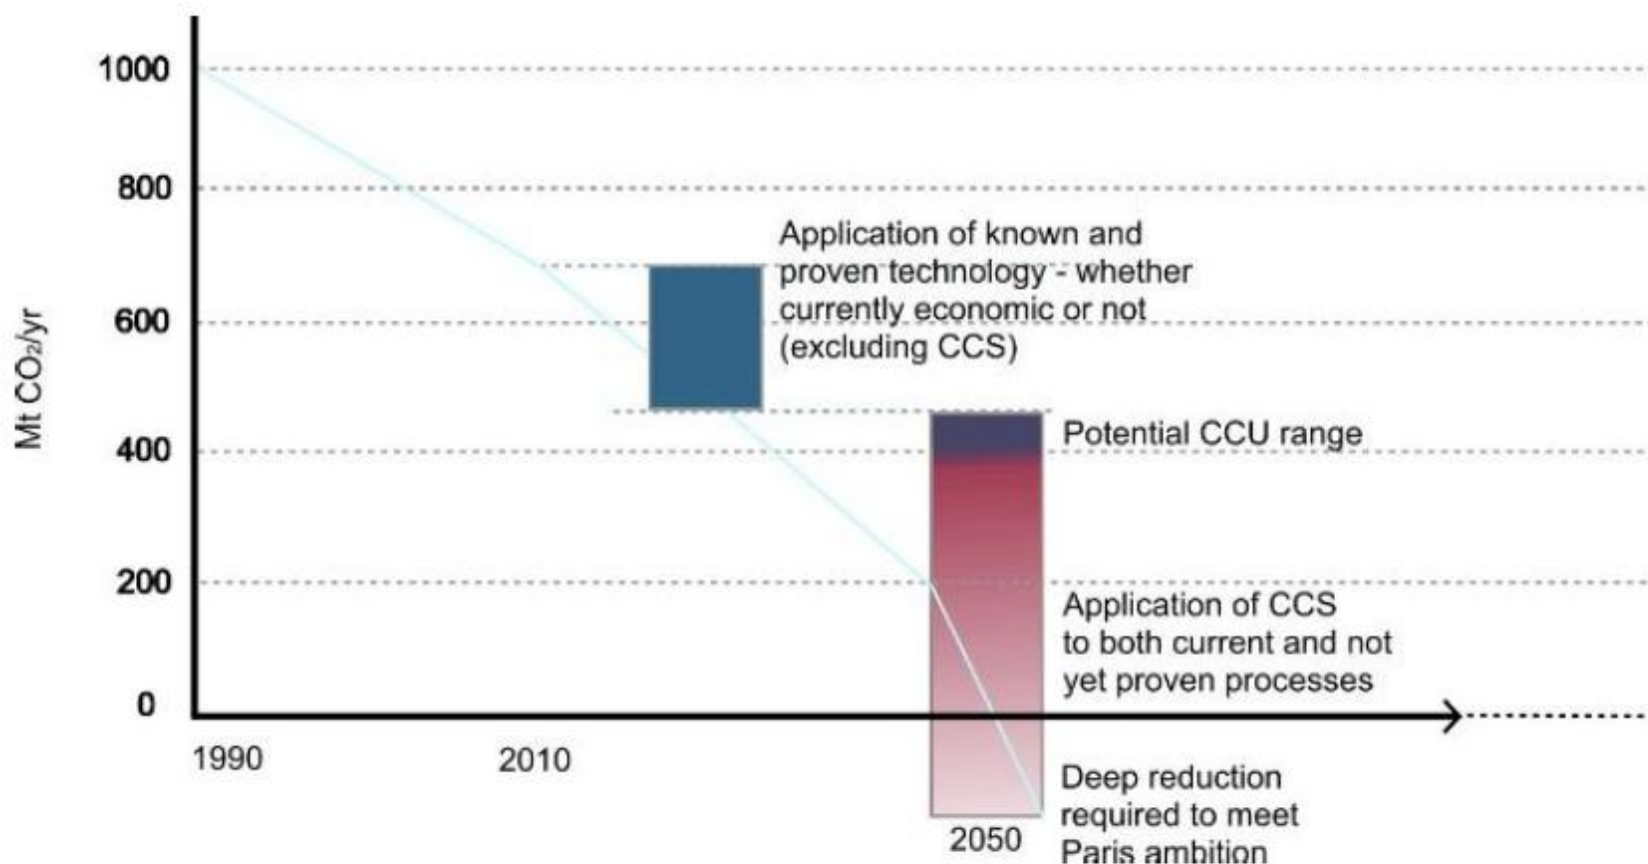 1000
800
Application of known and
proven technology - whether
600
currently economic or not
(excluding CCS)
Mt CO₂/yr
Potential CCU range
400
200
Application of CCS
to both current and not
yet proven processes
0
1990
2010
Deep reduction
required to meet
2050
Paris ambition